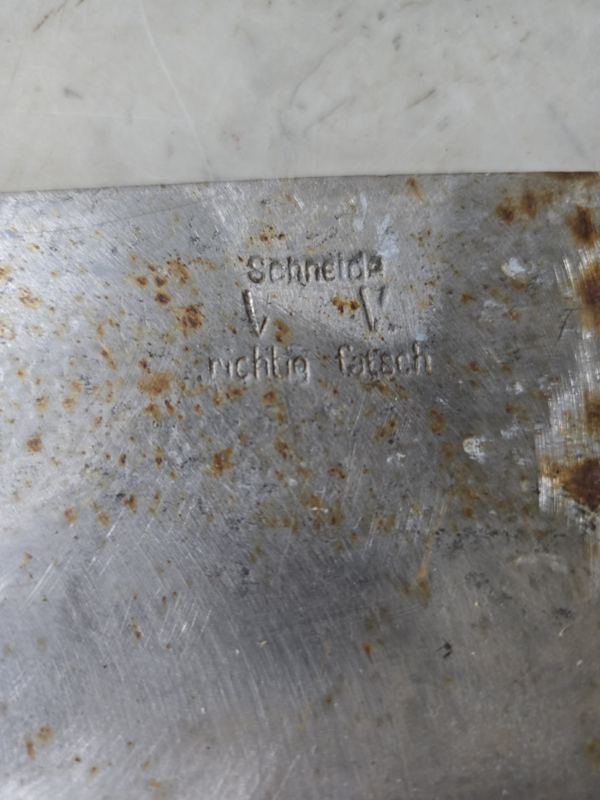 Schneide
V V
richtig falsch